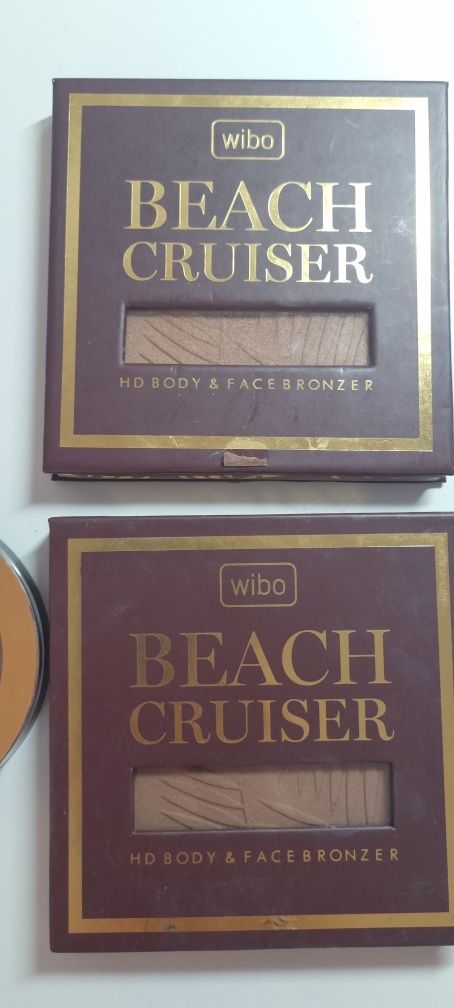 wibo
BEACH
CRUISER
HD BODY & FACE BRONZER
wibo
BEACH
CRUISER
HD BODY & FACE BRONZER